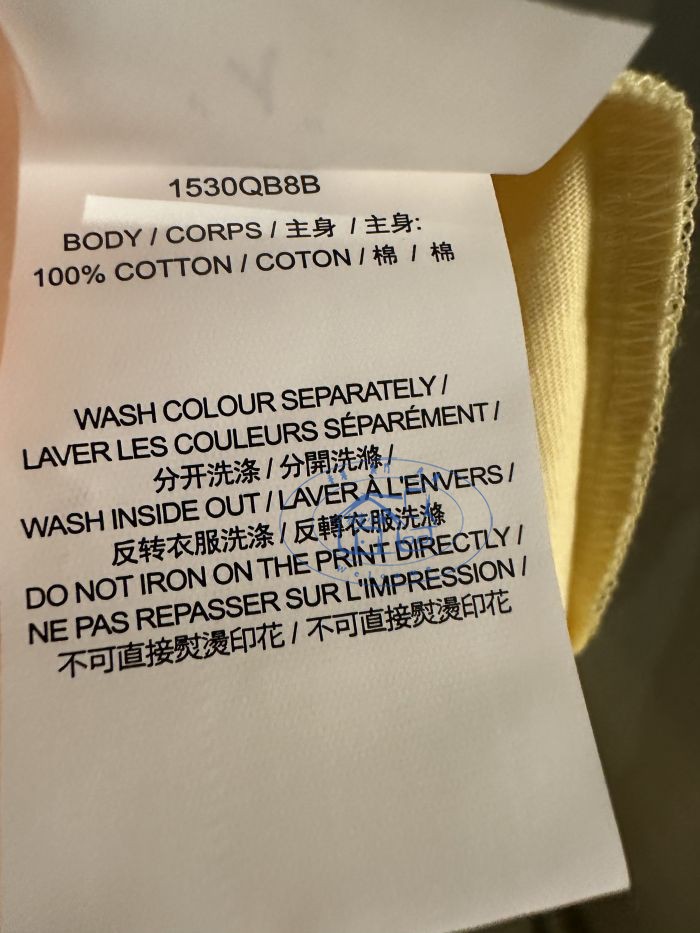 1530QB8B
BODY / CORPS / 主身 / 主身:
100% COTTON / COTON / 棉 / 棉
WASH COLOUR SEPARATELY /
LAVER LES COULEURS SÉPARÉMENT /
分开洗涤 / 分開洗滌 /
WASH INSIDE OUT / LAVER À L'ENVERS /
反转衣服洗涤 / 反轉衣服洗滌
DO NOT IRON ON THE PRINT DIRECTLY /
NE PAS REPASSER SUR L'IMPRESSION /
不可直接熨燙印花 / 不可直接熨燙印花